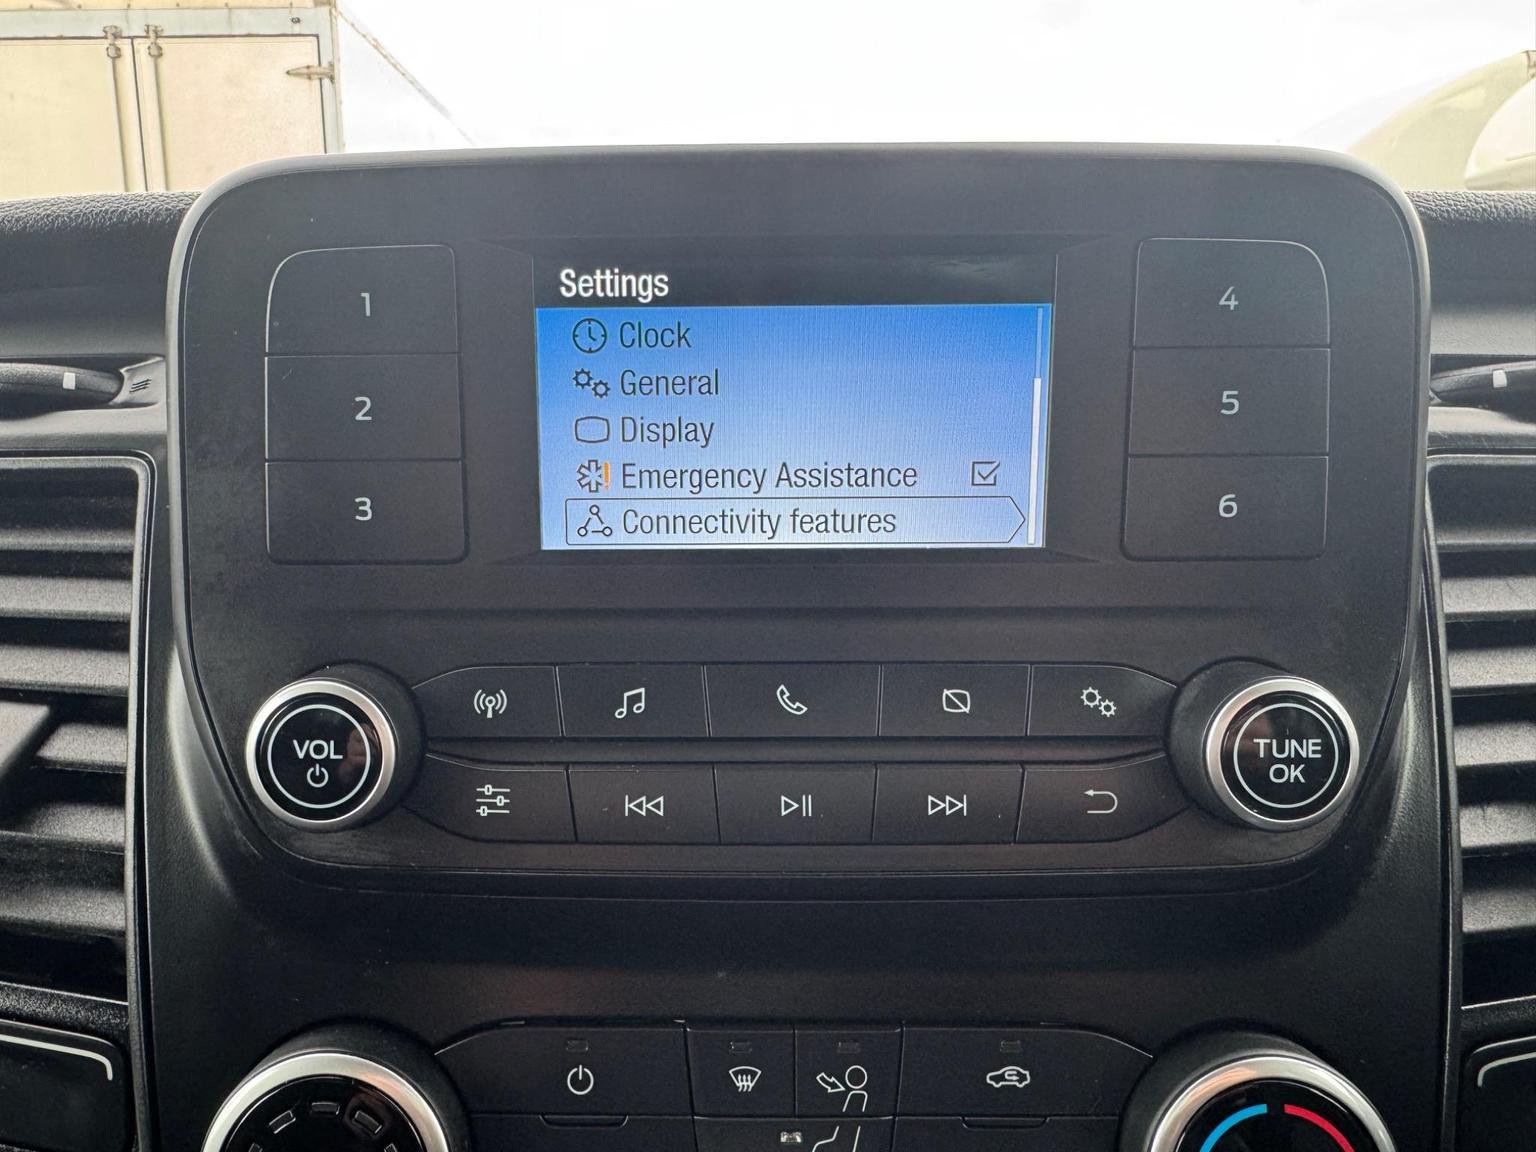 Settings
Clock
General
Display
Emergency Assistance
Connectivity features
1
2
3
4
5
6
VOL
TUNE
OK